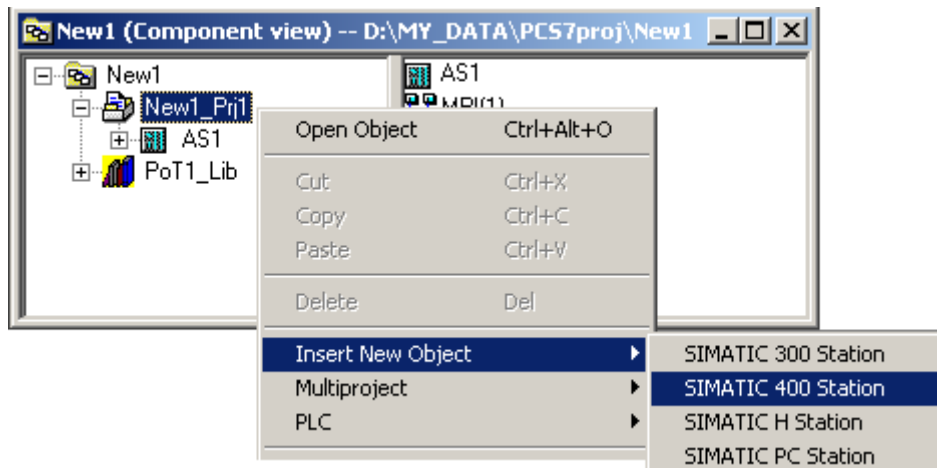 New1 (Component view) -- D:\MY_DATA\PCS7proj\New1
New1
New1_Prj1
AS1
PoT1_Lib
AS1
MPI(1)
Open Object Ctrl+Alt+O
Cut Ctrl+X
Copy Ctrl+C
Paste Ctrl+V
Delete Del
Insert New Object
Multiproject
PLC
SIMATIC 300 Station
SIMATIC 400 Station
SIMATIC H Station
SIMATIC PC Station